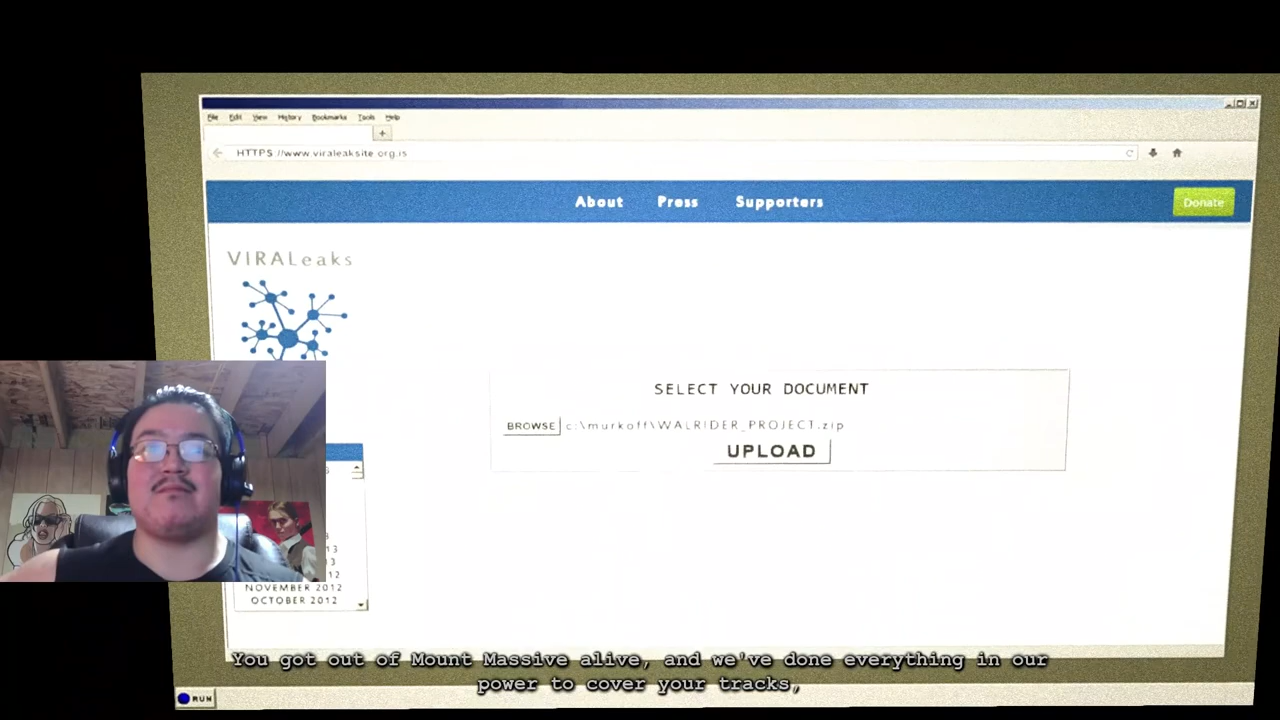 File Edit View History Bookmarks Tools Help
+
HTTPS://www.viraleaksite.org.is
About Press Supporters
Donate
VIRALeaks
SELECT YOUR DOCUMENT
BROWSE c:\murkoff\WALRIDER_PROJECT.zip
UPLOAD
NOVEMBER 2012
OCTOBER 2012
You got out of Mount Massive alive, and we've done everything in our
power to cover your tracks,
RUN